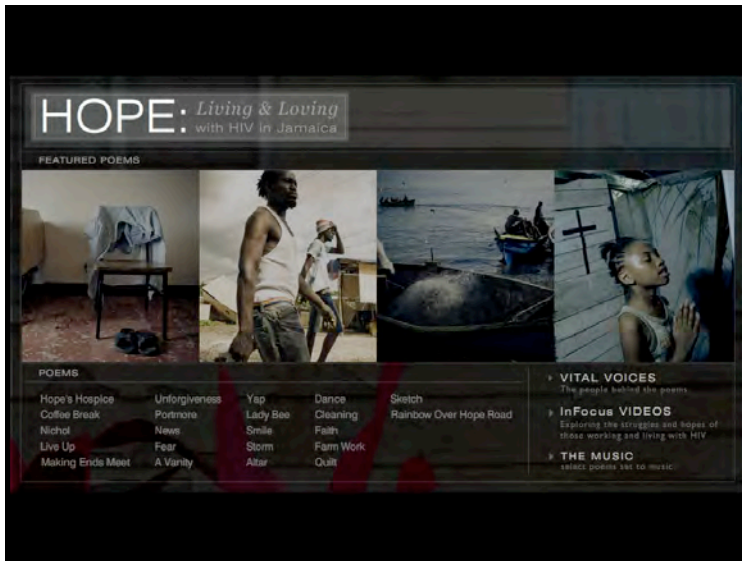 HOPE: Living & Loving
with HIV in Jamaica
FEATURED POEMS
POEMS
Hope's Hospice
Coffee Break
Nichol
Live Up
Making Ends Meet
Unforgiveness
Portmore
News
Fear
A Vanity
Yap
Lady Bee
Smile
Storm
Altar
Dance
Cleaning
Faith
Farm Work
Quilt
Sketch
Rainbow Over Hope Road
VITAL VOICES
The people behind the poems
InFocus VIDEOS
Exploring the struggles and hopes of
those working and living with HIV
THE MUSIC
select poems set to music